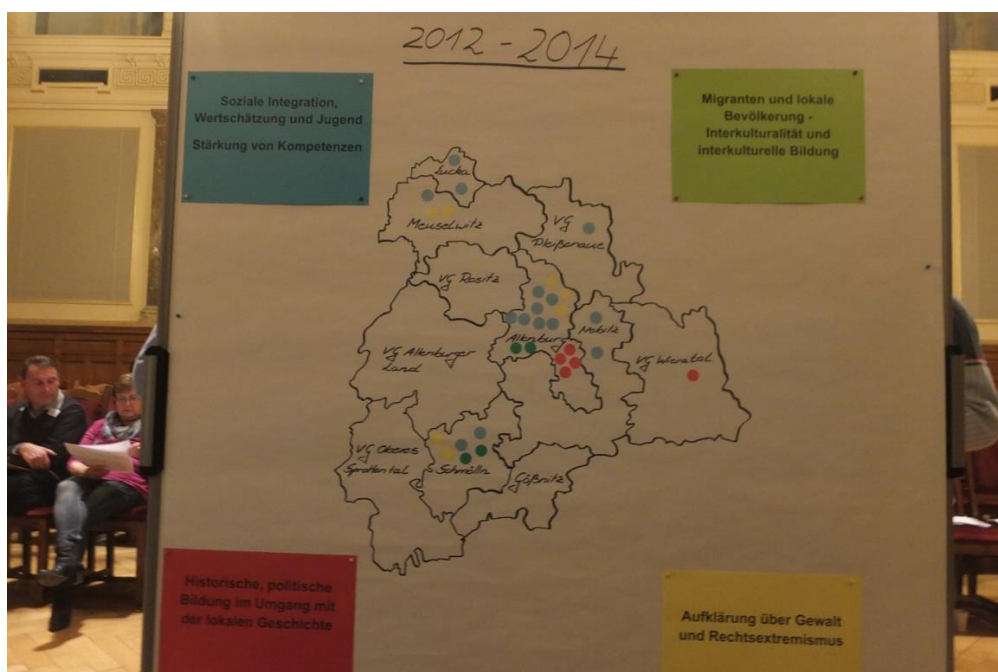 2012 - 2014
Soziale Integration,
Wertschätzung und Jugend
Stärkung von Kompetenzen
Migranten und lokale
Bevölkerung -
Interkulturalität und
interkulturelle Bildung
Lucka
Meuselwitz
VG
Pleißenaue
VG Rositz
Altenburg
Nobitz
VG Altenburger
Land
VG Wieratal
VG Oberes
Sprottental
Schmölln
Gößnitz
Historische, politische
Bildung im Umgang mit
der lokalen Geschichte
Aufklärung über Gewalt
und Rechtsextremismus